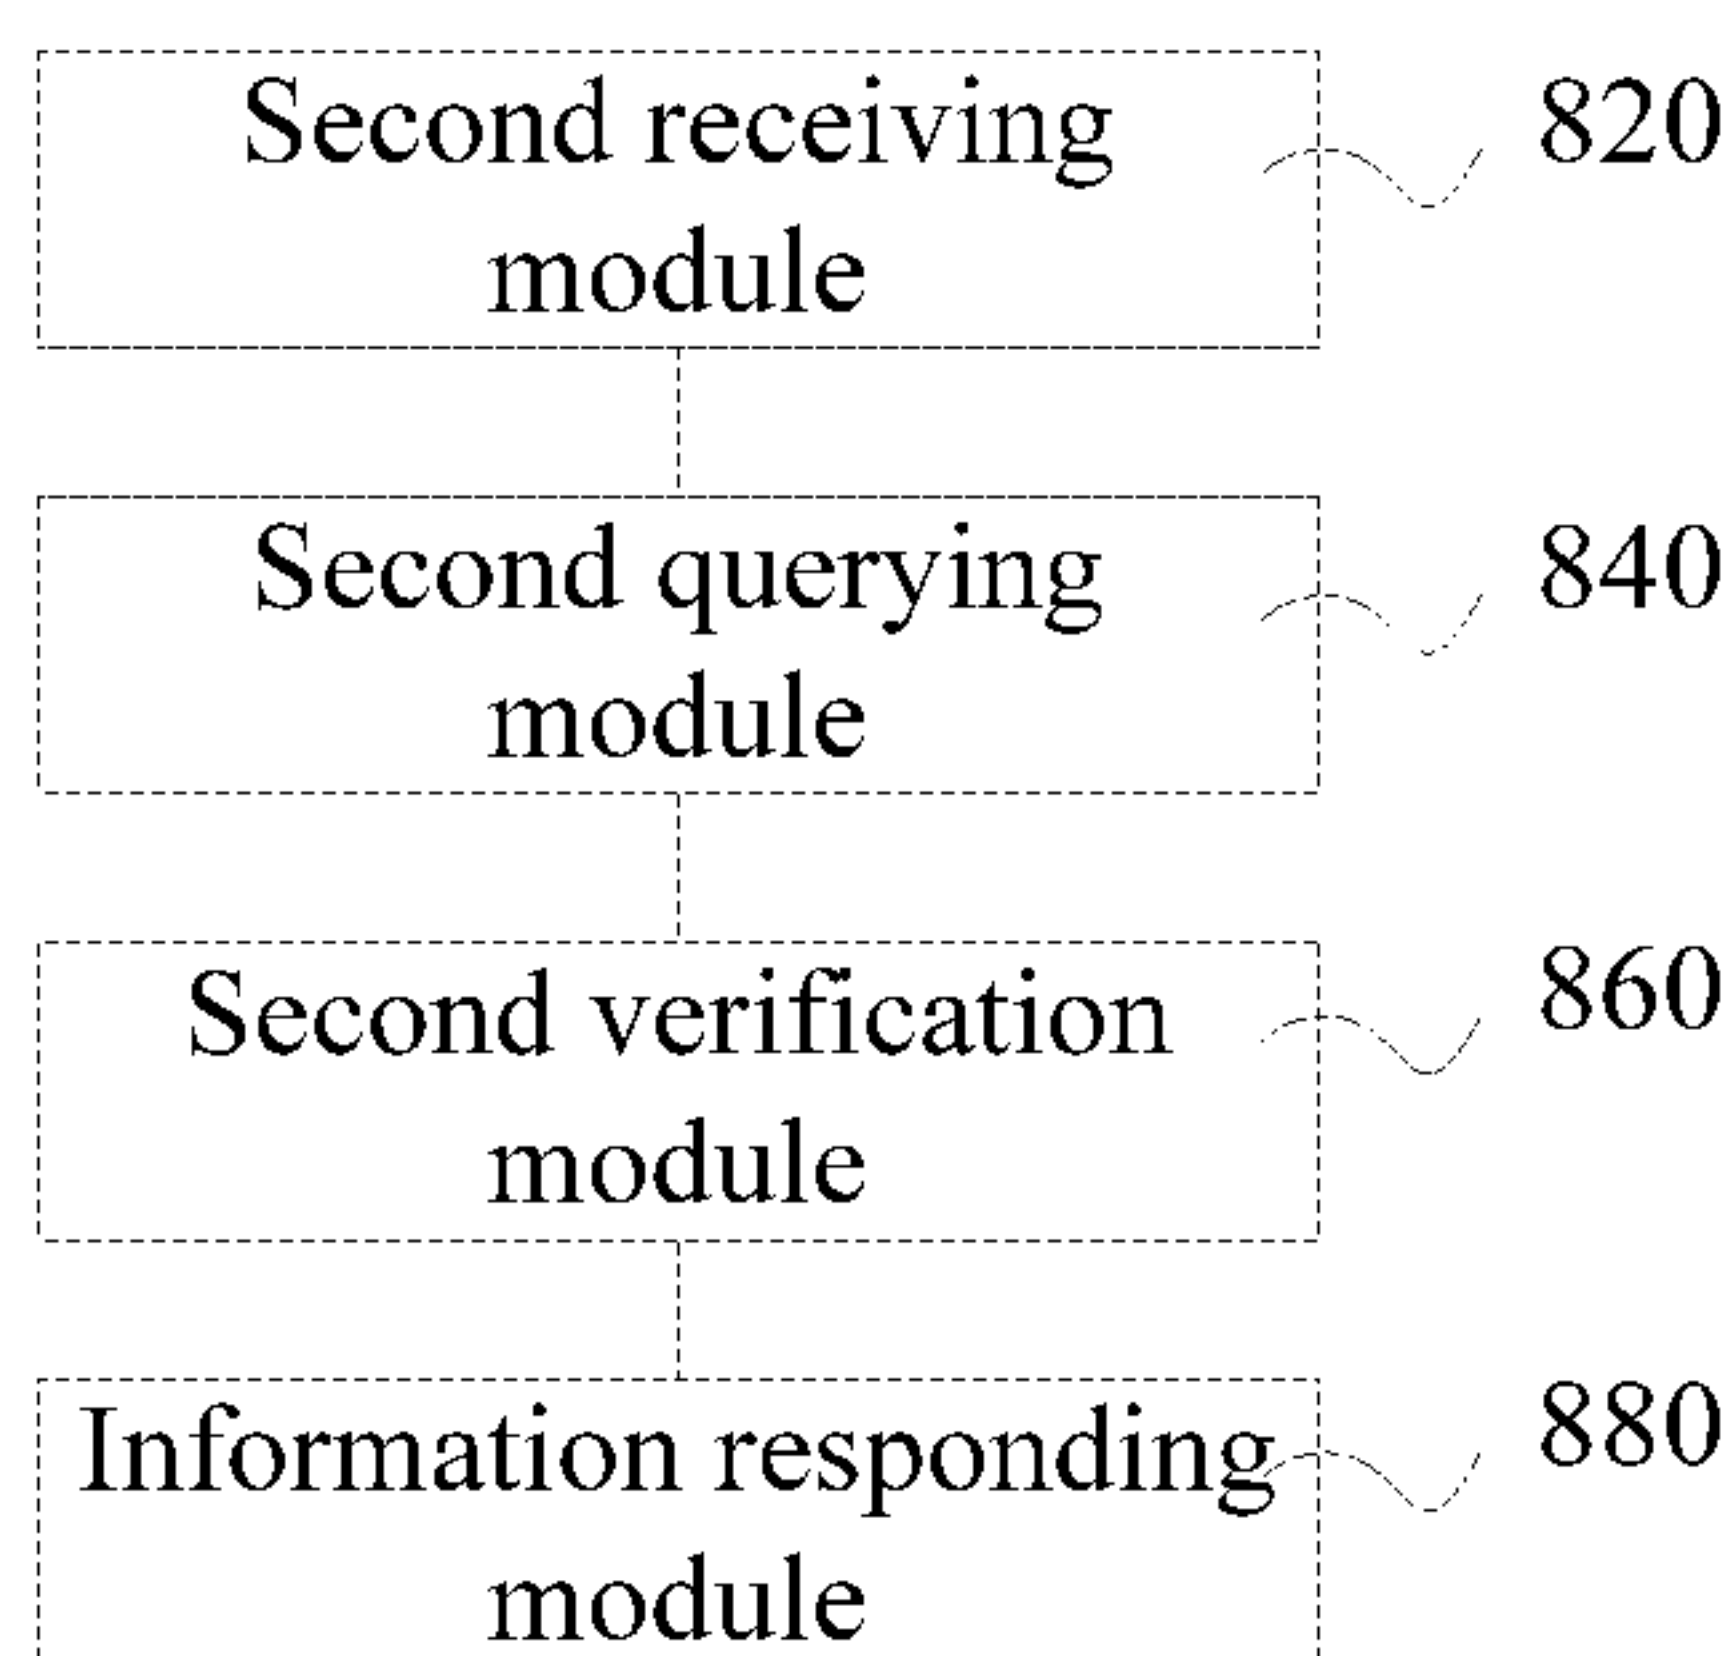 Second receiving
module
820
Second querying
module
840
Second verification
module
860
Information responding
module
880